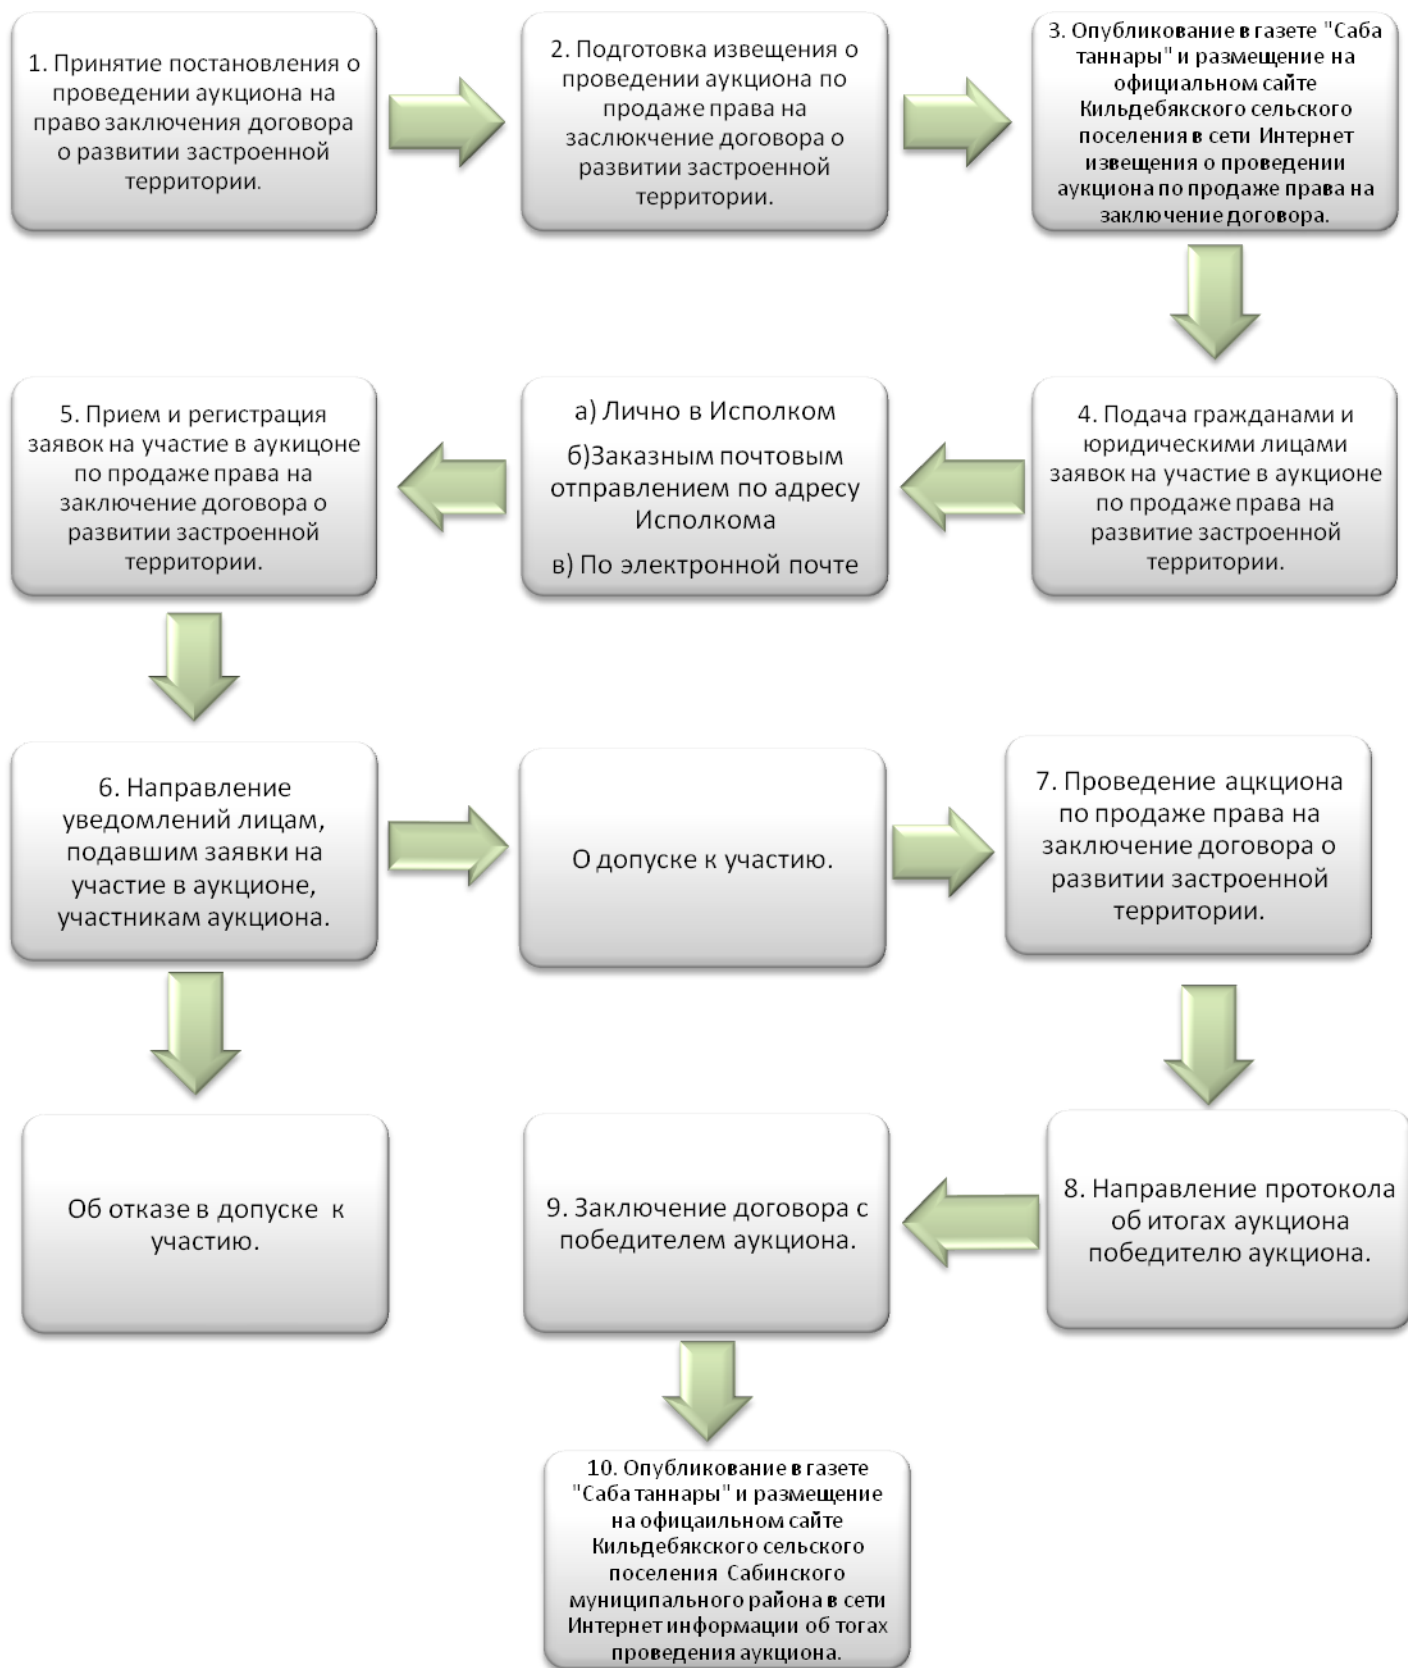 1. Принятие постановления о
проведении аукциона на
право заключения договора
о развитии застроенной
территории.
2. Подготовка извещения о
проведении аукциона по
продаже права на
заслюкчение договора о
развитии застроенной
территории.
3. Опубликование в газете "Саба
таннары" и размещение на
официальном сайте
Кильдебякского сельского
поселения в сети Интернет
извещения о проведении
аукциона по продаже права на
заключение договора.
4. Подача гражданами и
юридическими лицами
заявок на участие в аукционе
по продаже права на
развитие застроенной
территории.
а) Лично в Исполком
б)Заказным почтовым
отправлением по адресу
Исполкома
в) По электронной почте
5. Прием и регистрация
заявок на участие в аукицоне
по продаже права на
заключение договора о
развитии застроенной
территории.
6. Направление
уведомлений лицам,
подавшим заявки на
участие в аукционе,
участникам аукциона.
О допуске к участию.
7. Проведение ацкциона
по продаже права на
заключение договора о
развитии застроенной
территории.
Об отказе в допуске к
участию.
8. Направление протокола
об итогах аукциона
победителю аукциона.
9. Заключение договора с
победителем аукциона.
10. Опубликование в газете
"Саба таннары" и размещение
на офицаильном сайте
Кильдебякского сельского
поселения Сабинского
муниципального района в сети
Интернет информации об тогах
проведения аукциона.